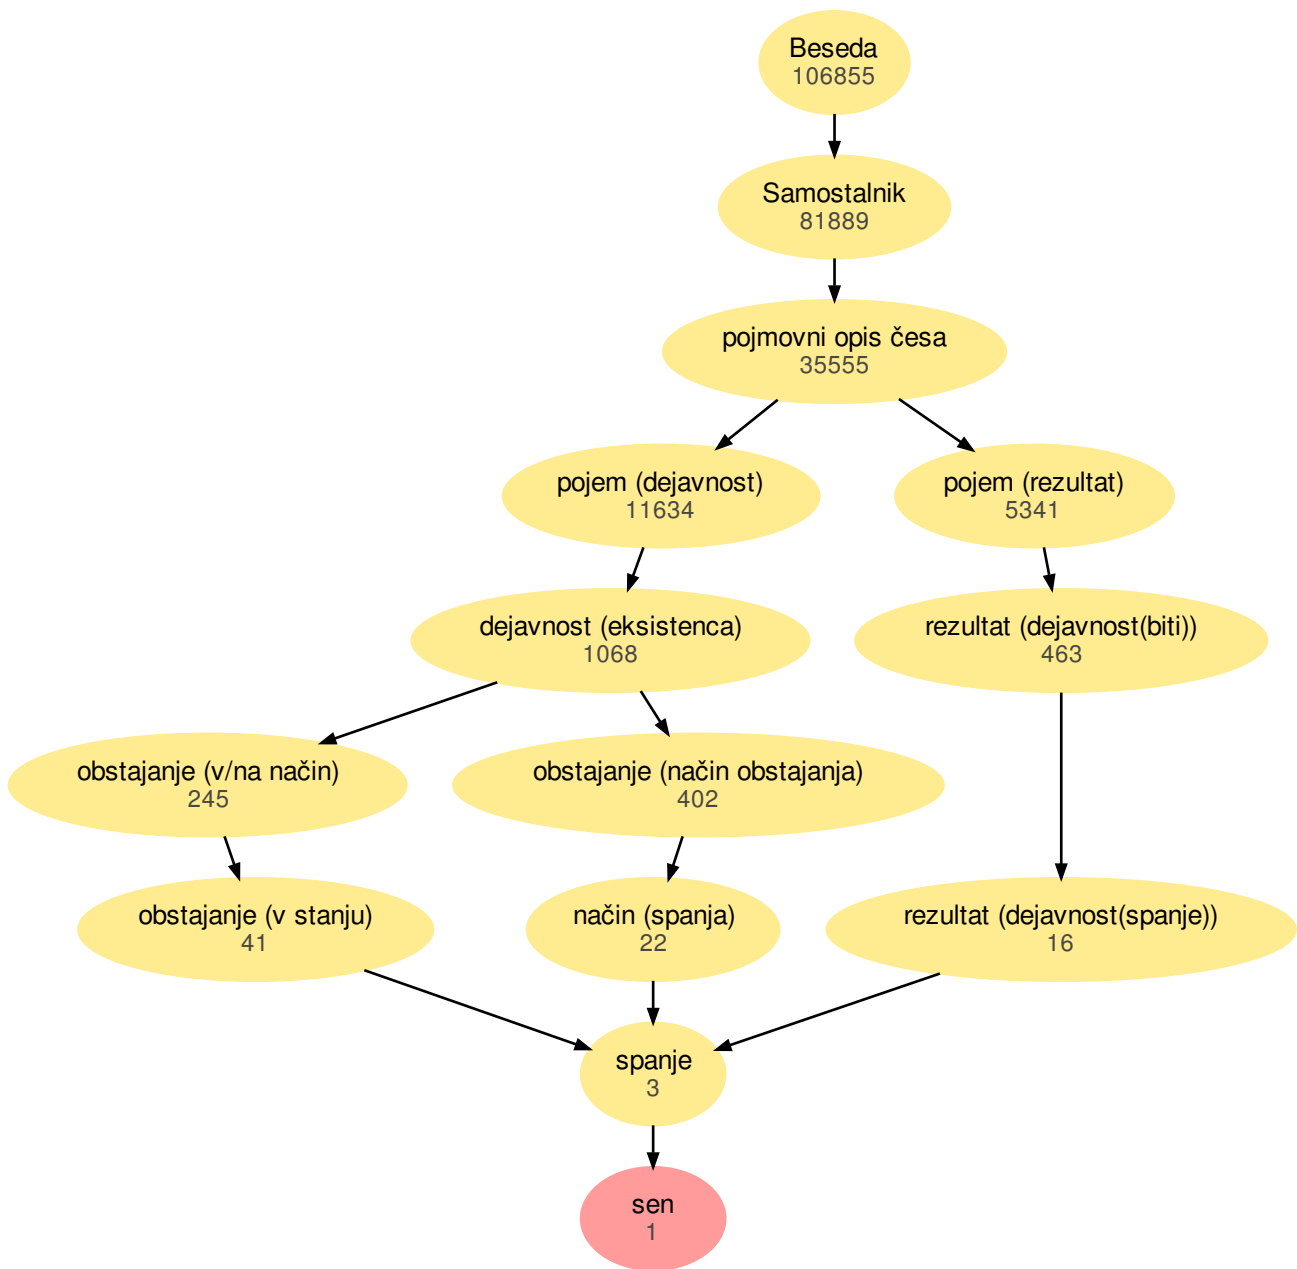 Beseda
106855
Samostalnik
81889
pojmovni opis česa
35555
pojem (dejavnost)
11634
pojem (rezultat)
5341
dejavnost (eksistenca)
1068
rezultat (dejavnost(biti))
463
obstajanje (v/na način)
245
obstajanje (način obstajanja)
402
obstajanje (v stanju)
41
način (spanja)
22
rezultat (dejavnost(spanje))
16
spanje
3
sen
1